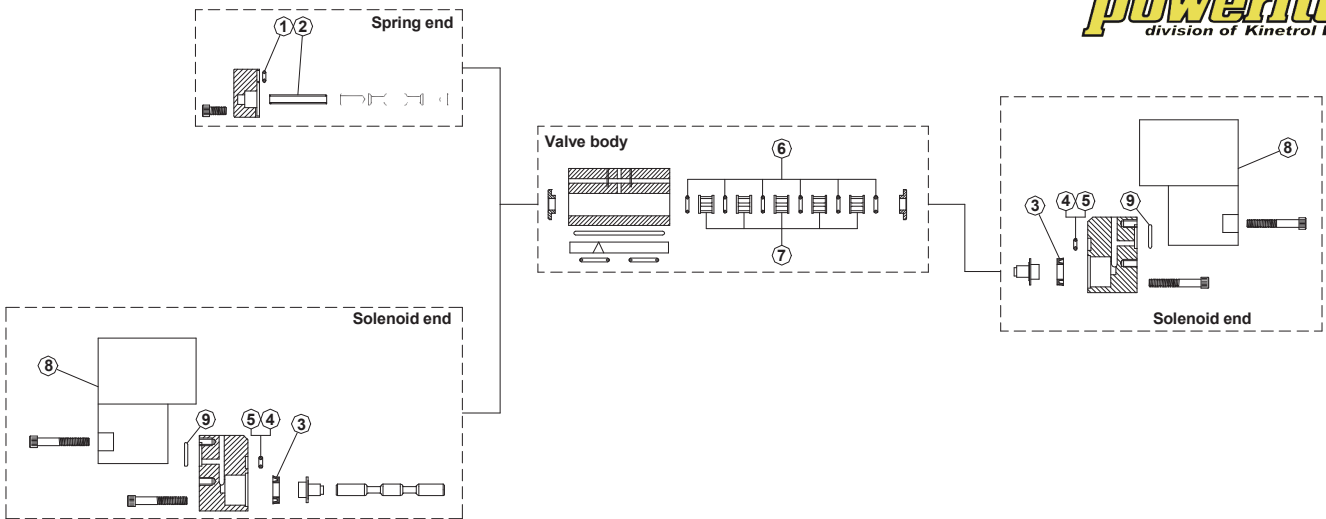 division of Kinetrol
Spring end
1 2
Valve body
6
7
8
3
4 5
9
Solenoid end
Solenoid end
8
9
5 4
3